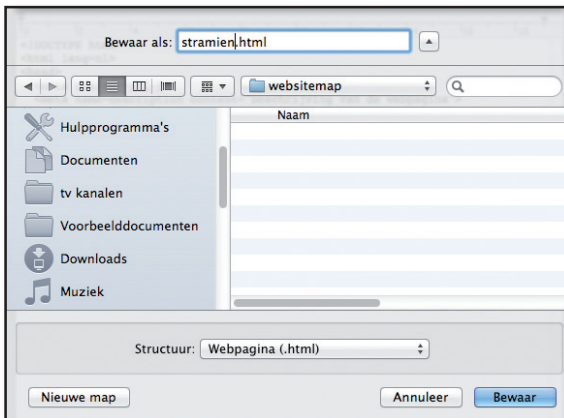 Bewaar als: stramien.html
websitemap
Naam
Hulpprogramma's
Documenten
tv kanalen
Voorbeelddocumenten
Downloads
Muziek
Structuur: Webpagina (.html)
Nieuwe map Annuleer Bewaar